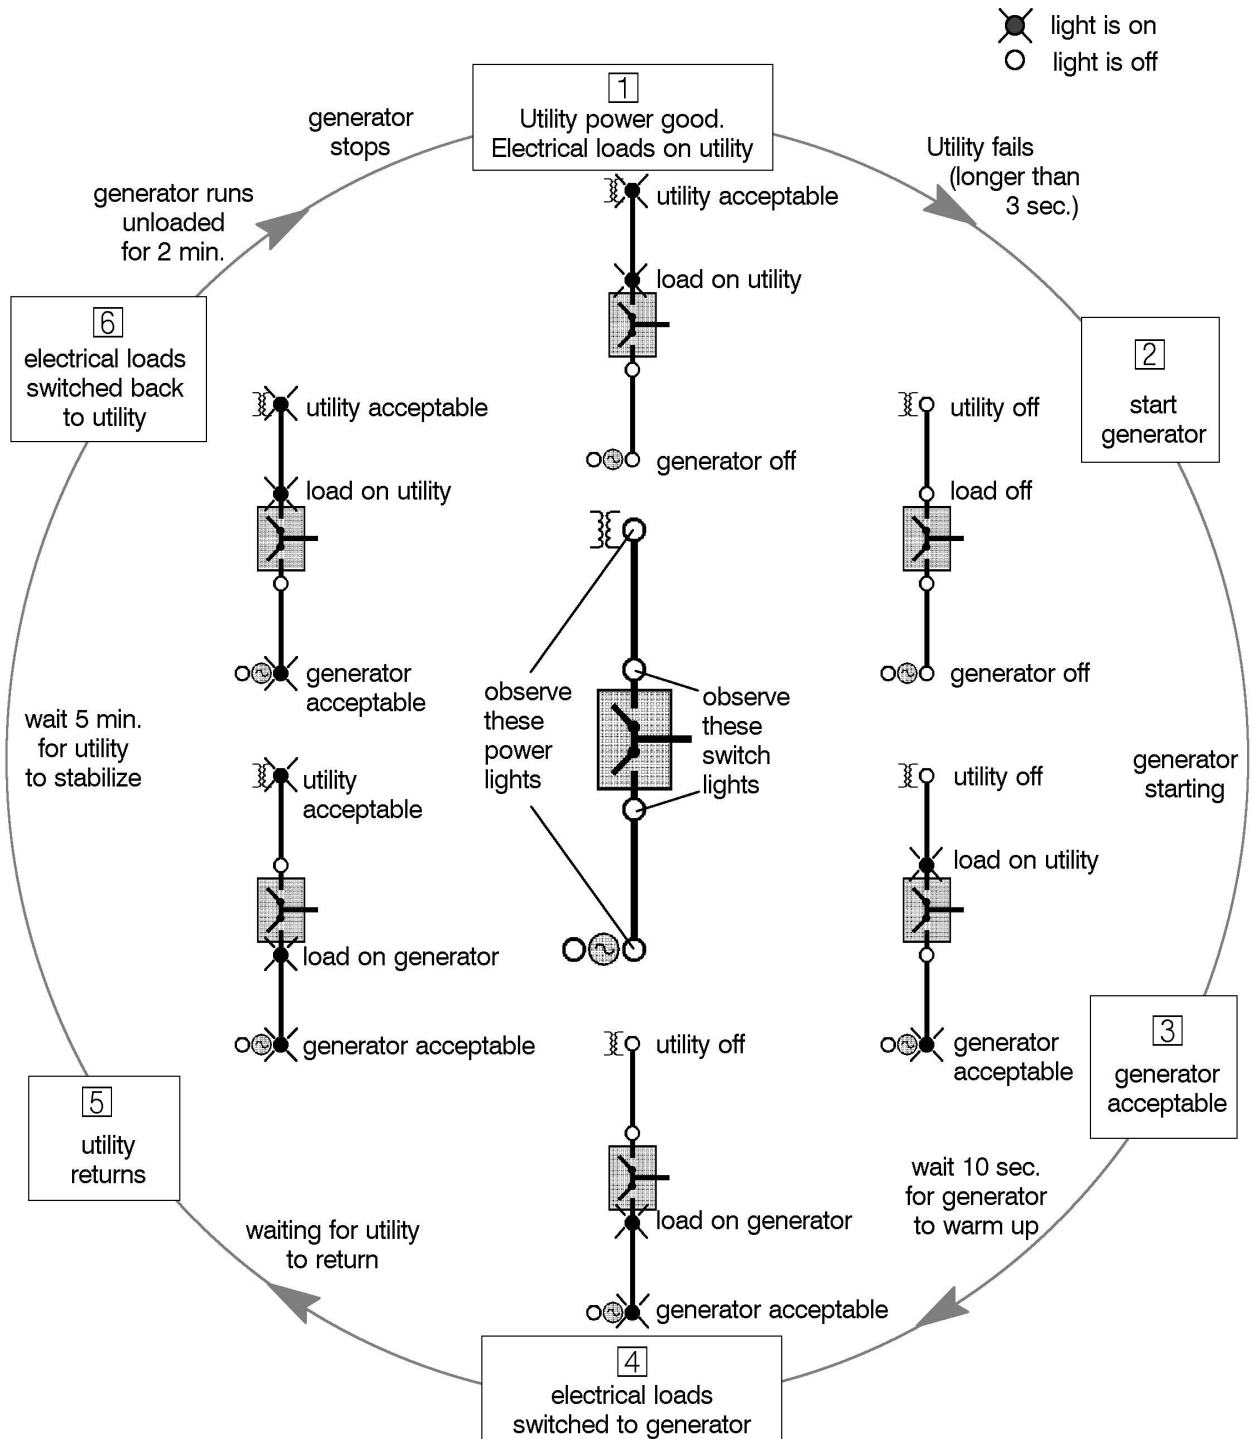 light is on
light is off
1
Utility power good.
Electrical loads on utility
generator
stops
Utility fails
(longer than
3 sec.)
generator runs
unloaded
for 2 min.
utility acceptable
load on utility
generator off
6
electrical loads
switched back
to utility
2
start
generator
utility acceptable
load on utility
generator
acceptable
utility off
load off
generator off
observe
these
power
lights
observe
these
switch
lights
wait 5 min.
for utility
to stabilize
generator
starting
utility
acceptable
load on generator
generator acceptable
utility off
load on utility
generator
acceptable
3
generator
acceptable
5
utility
returns
utility off
load on generator
generator acceptable
wait 10 sec.
for generator
to warm up
waiting for utility
to return
4
electrical loads
switched to generator